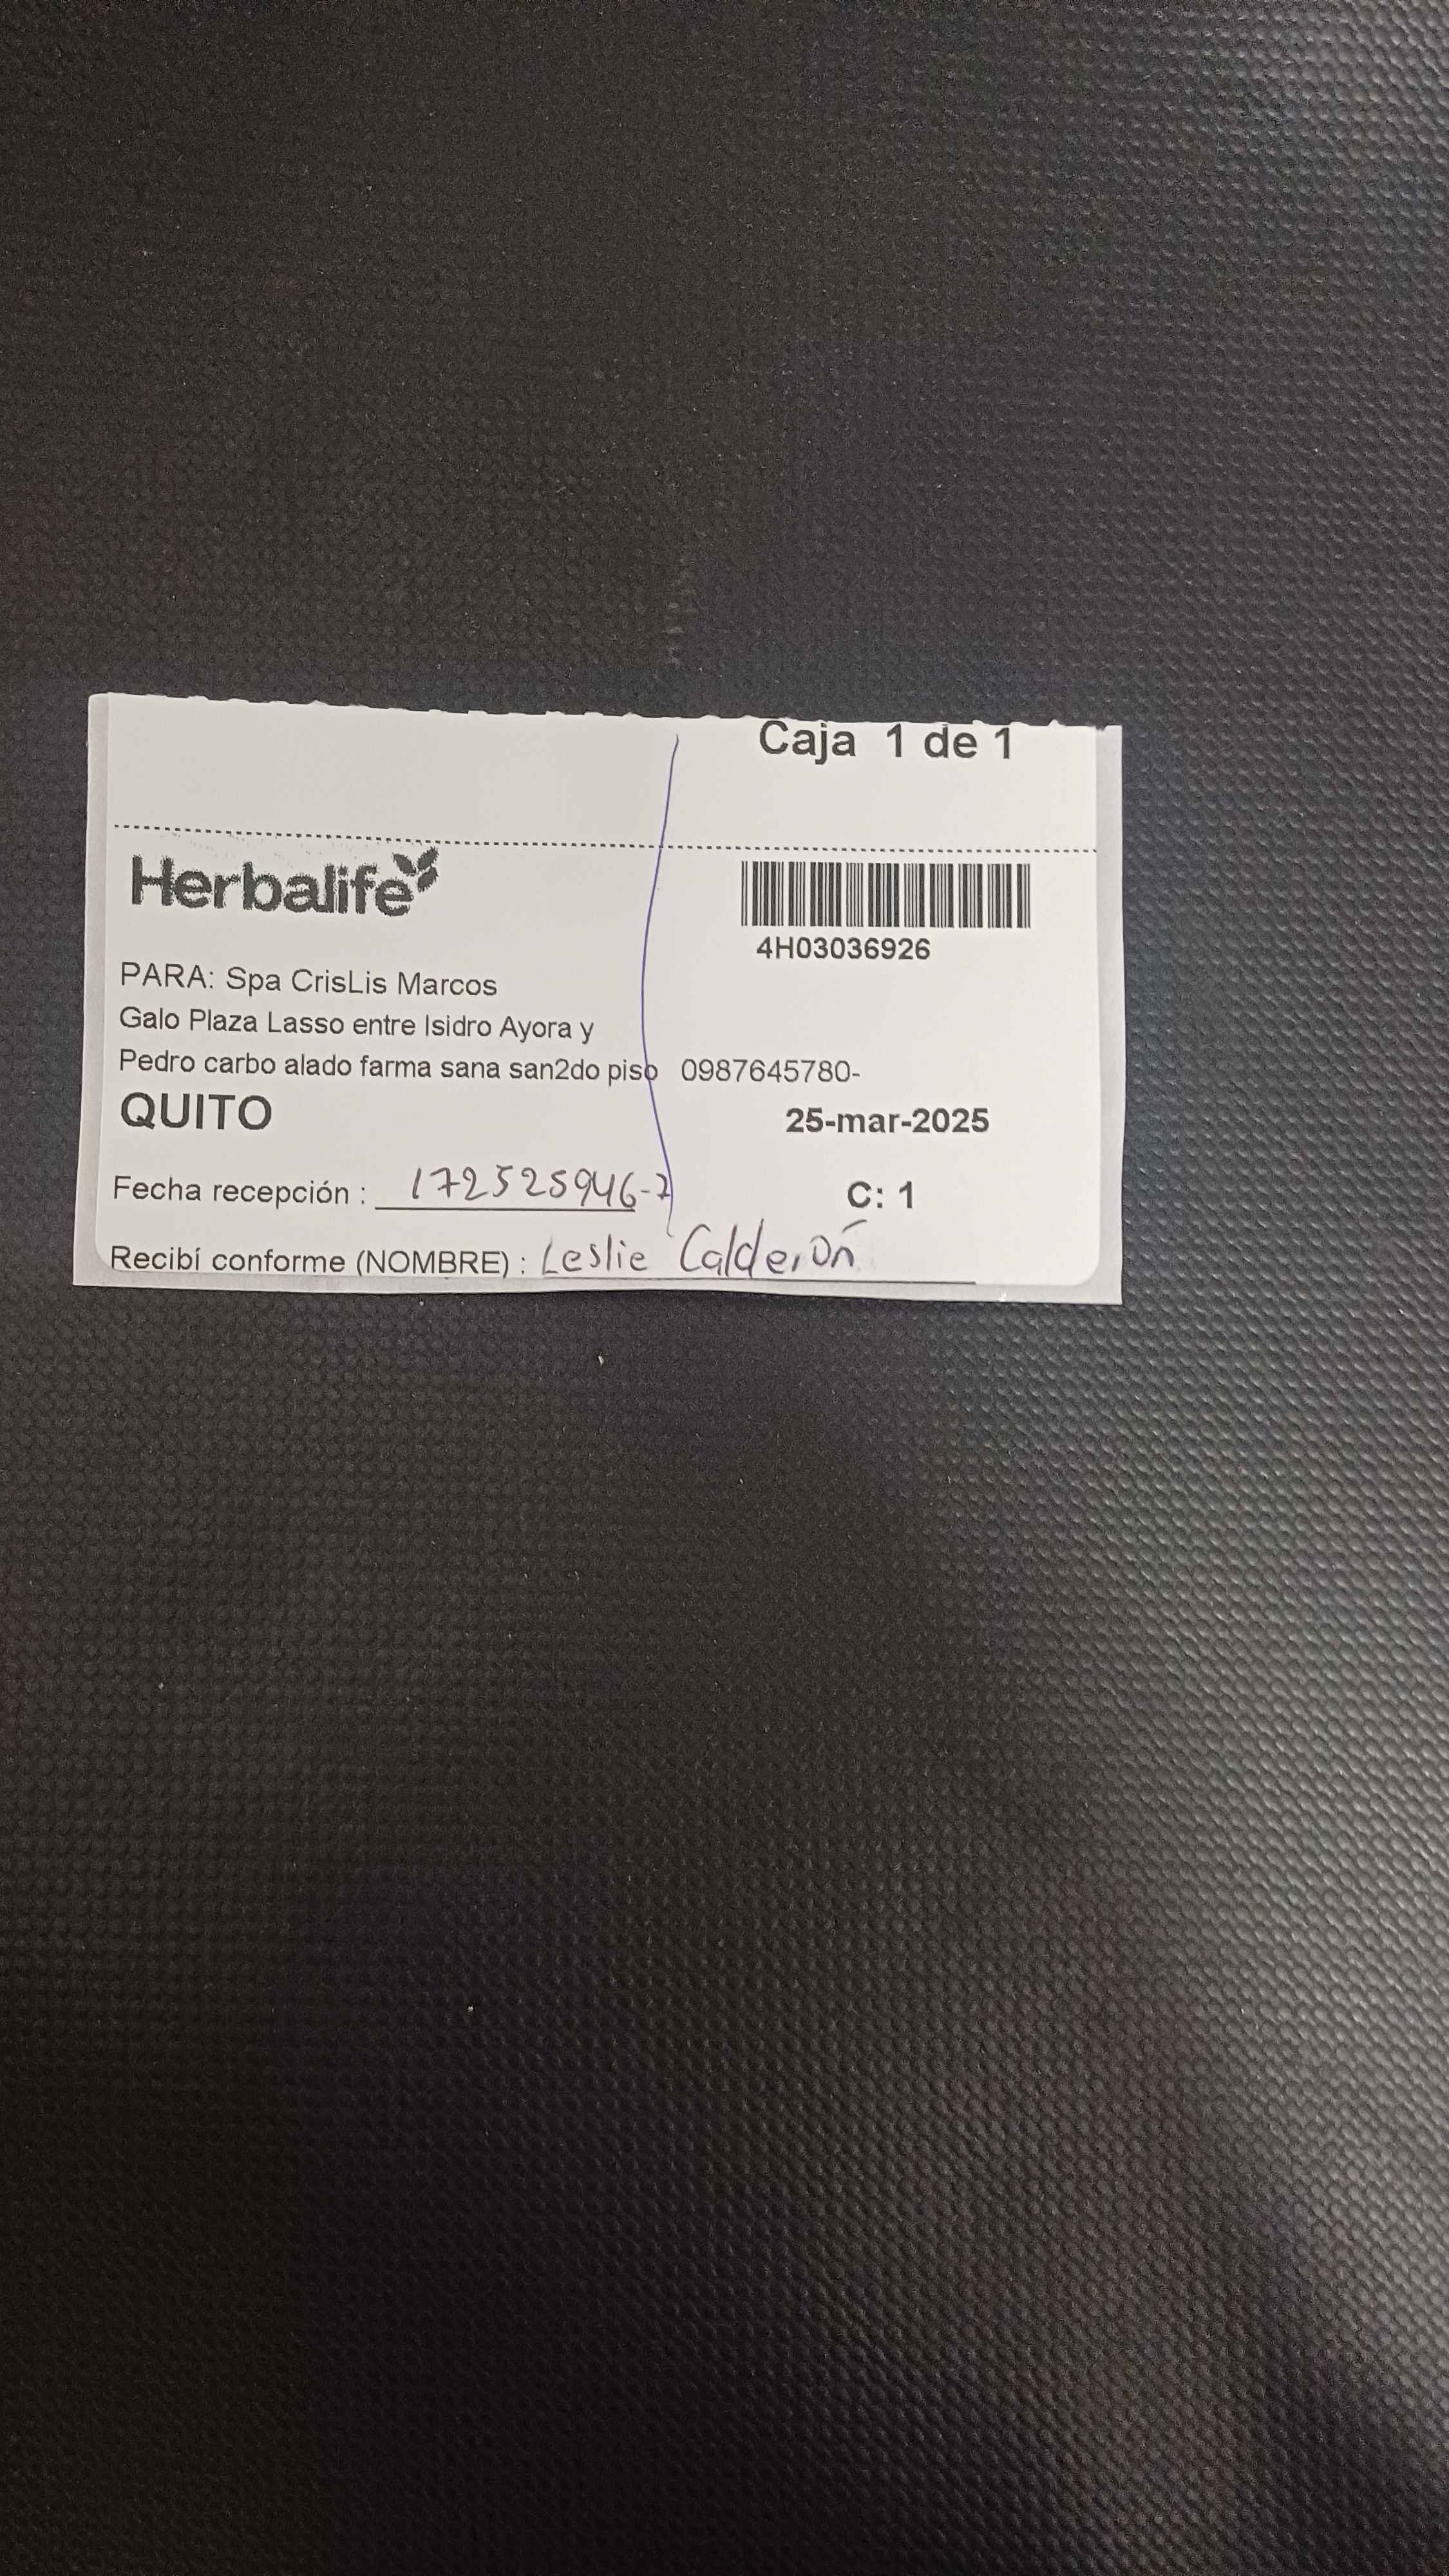 Caja 1 de 1
Herbalife
4H03036926
PARA: Spa CrisLis Marcos
Galo Plaza Lasso entre Isidro Ayora y
Pedro carbo alado farma sana san2do piso 0987645780-
QUITO 25-mar-2025
Fecha recepción : 172525946-7 C: 1
Recibí conforme (NOMBRE) : Leslie Calderón